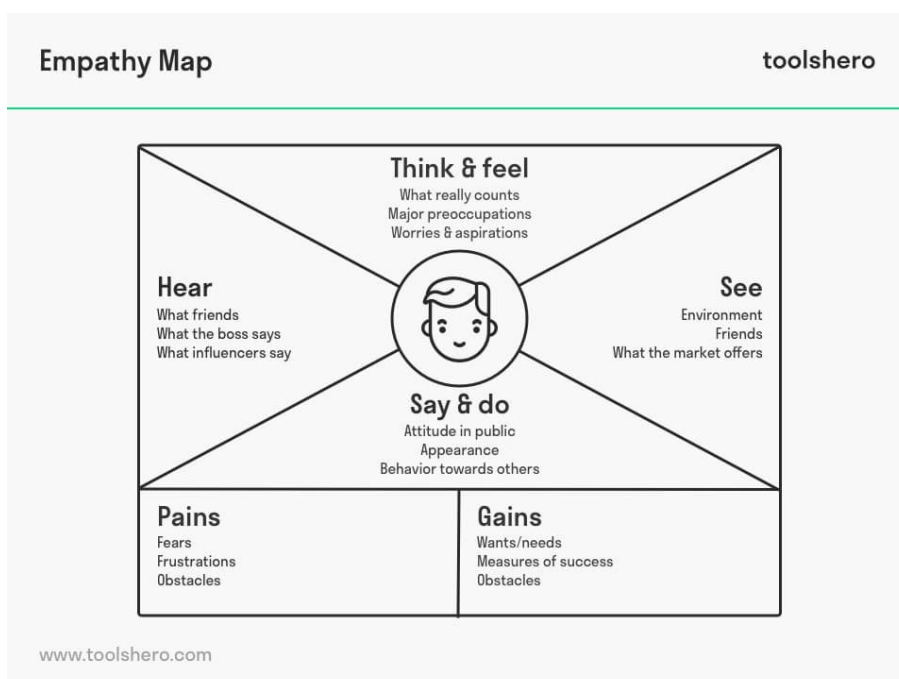 Empathy Map
toolshero
Think & feel
What really counts
Major preoccupations
Worries & aspirations
Hear
What friends
What the boss says
What influencers say
See
Environment
Friends
What the market offers
Say & do
Attitude in public
Appearance
Behavior towards others
Pains
Fears
Frustrations
Obstacles
Gains
Wants/needs
Measures of success
Obstacles
www.toolshero.com